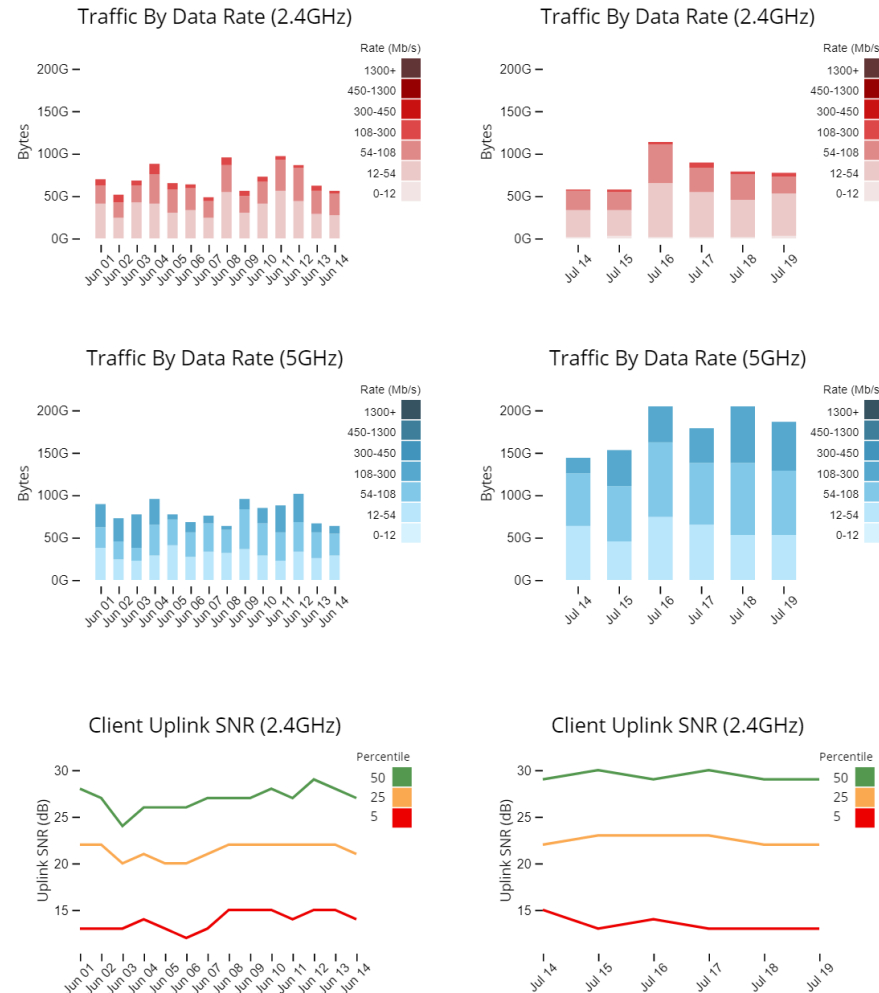 Traffic By Data Rate (2.4GHz)
Rate (Mb/s)
1300+
450-1300
300-450
108-300
54-108
12-54
0-12
200G
150G
100G
50G
0G
Bytes
Jun 01
Jun 02
Jun 03
Jun 04
Jun 05
Jun 06
Jun 07
Jun 08
Jun 09
Jun 10
Jun 11
Jun 12
Jun 13
Jun 14
Traffic By Data Rate (2.4GHz)
Rate (Mb/s
1300+
450-1300
300-450
108-300
54-108
12-54
0-12
200G
150G
100G
50G
0G
Bytes
Jul 14
Jul 15
Jul 16
Jul 17
Jul 18
Jul 19
Traffic By Data Rate (5GHz)
Rate (Mb/s)
1300+
450-1300
300-450
108-300
54-108
12-54
0-12
200G
150G
100G
50G
0G
Bytes
Jun 01
Jun 02
Jun 03
Jun 04
Jun 05
Jun 06
Jun 07
Jun 08
Jun 09
Jun 10
Jun 11
Jun 12
Jun 13
Jun 14
Traffic By Data Rate (5GHz)
Rate (Mb/s
1300+
450-1300
300-450
108-300
54-108
12-54
0-12
200G
150G
100G
50G
0G
Bytes
Jul 14
Jul 15
Jul 16
Jul 17
Jul 18
Jul 19
Client Uplink SNR (2.4GHz)
Percentile
50
25
5
30
25
20
15
Uplink SNR (dB)
Jun 01
Jun 02
Jun 03
Jun 04
Jun 05
Jun 06
Jun 07
Jun 08
Jun 09
Jun 10
Jun 11
Jun 12
Jun 13
Jun 14
Client Uplink SNR (2.4GHz)
Percentile
50
25
5
30
25
20
15
Uplink SNR (dB)
Jul 14
Jul 15
Jul 16
Jul 17
Jul 18
Jul 19